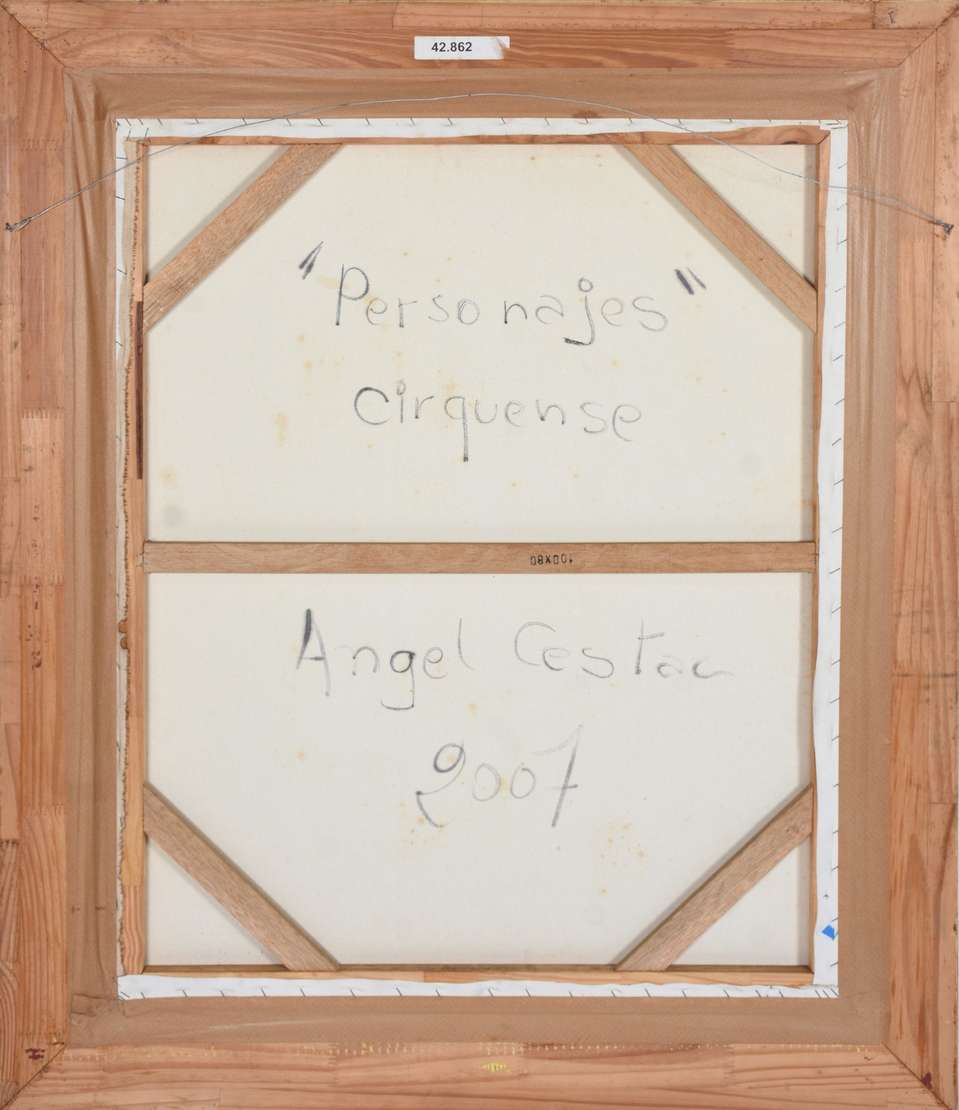 42.862
"Personajes"
cirquense
100X80
Angel Cestac
2007